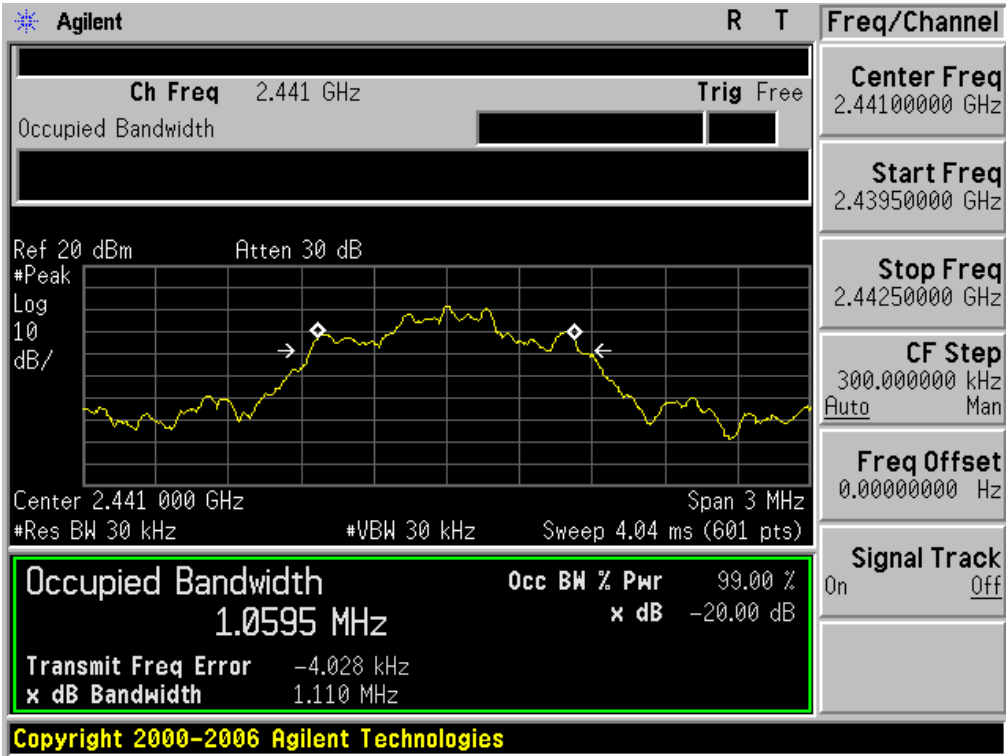 Agilent R T Freq/Channel
Ch Freq 2.441 GHz Trig Free
Occupied Bandwidth
Center Freq
2.44100000 GHz
Start Freq
2.43950000 GHz
Stop Freq
2.44250000 GHz
CF Step
300.000000 kHz
Auto Man
Freq Offset
0.00000000 Hz
Signal Track
On Off
Ref 20 dBm Atten 30 dB
#Peak
Log
10
dB/
Center 2.441 000 GHz Span 3 MHz
#Res BW 30 kHz #VBW 30 kHz Sweep 4.04 ms (601 pts)
Occupied Bandwidth Occ BW % Pwr 99.00 %
1.0595 MHz x dB -20.00 dB
Transmit Freq Error -4.028 kHz
x dB Bandwidth 1.110 MHz
Copyright 2000-2006 Agilent Technologies